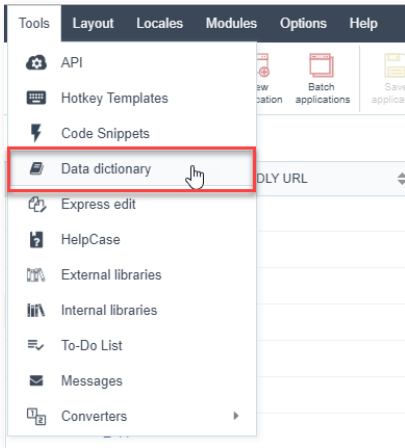 Tools Layout Locales Modules Options Help
API
Hotkey Templates
Code Snippets
Data dictionary
Express edit
HelpCase
External libraries
Internal libraries
To-Do List
Messages
Converters
Batch
applications
DLY URL